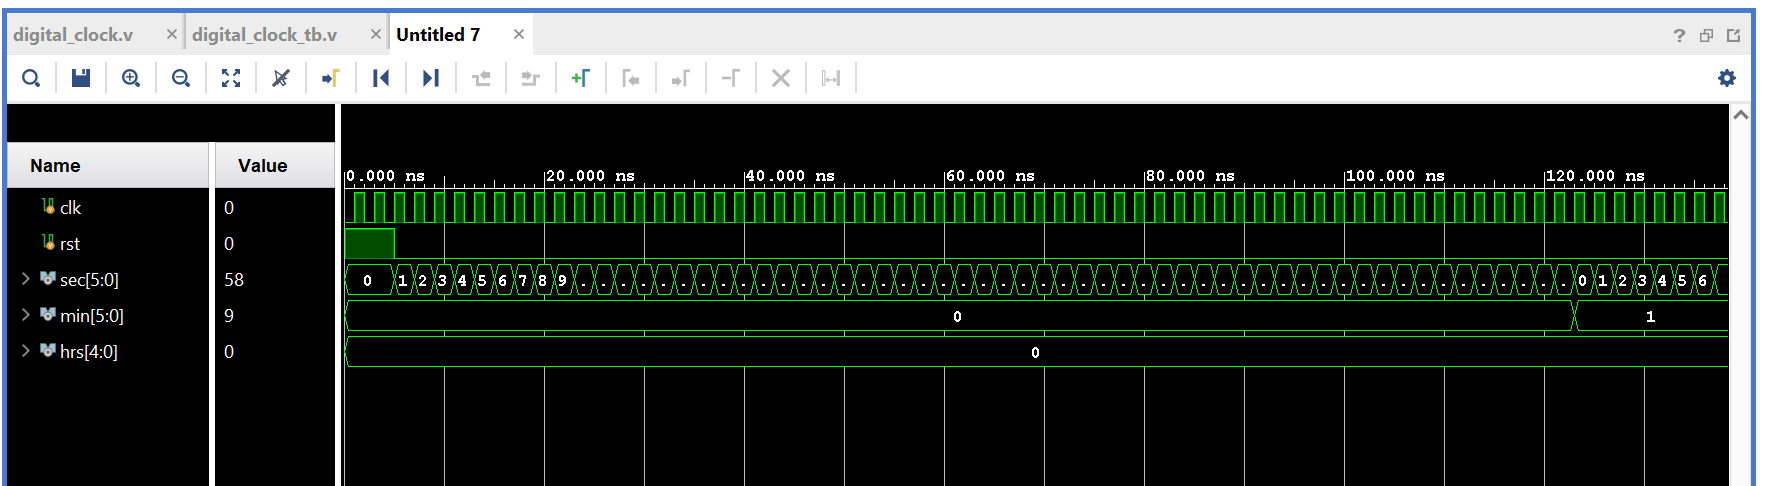 digital_clock.v × digital_clock_tb.v × Untitled 7 × ?
Name Value
0.000 ns 20.000 ns 40.000 ns 60.000 ns 80.000 ns 100.000 ns 120.000 ns
clk 0
rst 0
sec[5:0] 58 0 1 2 3 4 5 6 7 8 9 . . . . . . . . . . . . . . . . . . . . . . . . . . . . . . . . . . . . . . . . . . . . . . . . . . 0 1 2 3 4 5 6
min[5:0] 9 0 1
hrs[4:0] 0 0